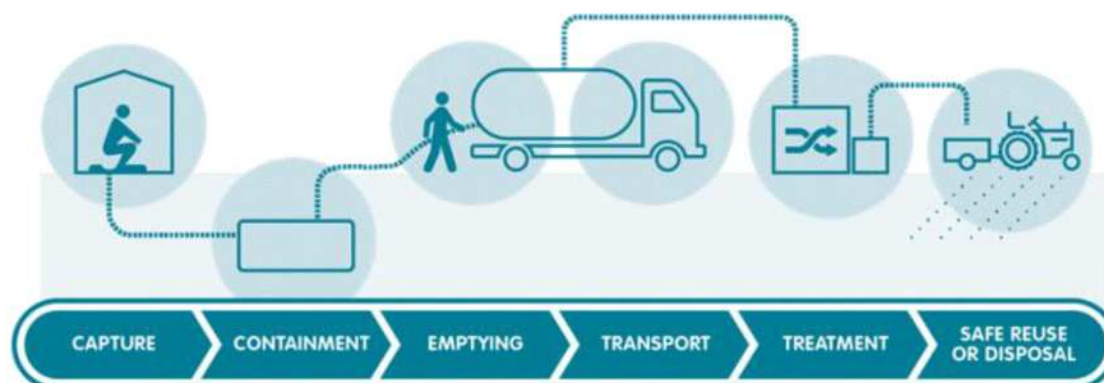 CAPTURE
CONTAINMENT
EMPTYING
TRANSPORT
TREATMENT
SAFE REUSE
OR DISPOSAL